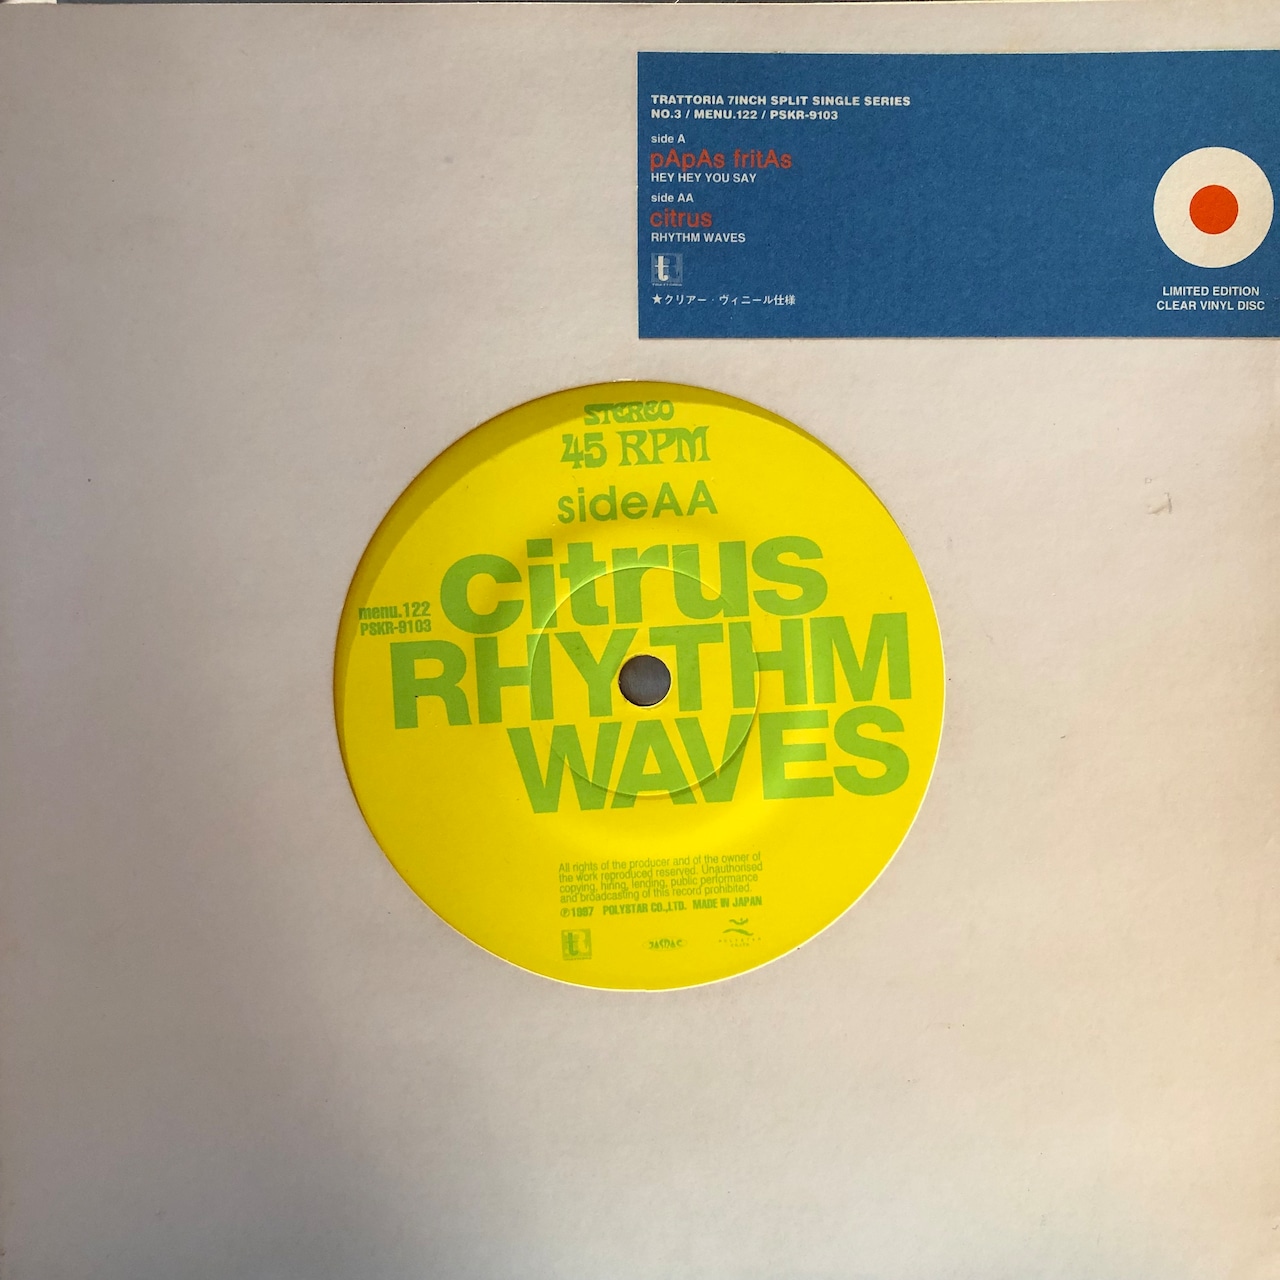 TRATTORIA 7INCH SPLIT SINGLE SERIES
NO.3 / MENU.122 / PSKR-9103
side A
pApAs fritAs
HEY HEY YOU SAY
side AA
citrus
RHYTHM WAVES
★クリアー・ヴィニール仕様
LIMITED EDITION
CLEAR VINYL DISC
STEREO
45 RPM
sideAA
citrus
menu.122
PSKR-9103
RHYTHM
WAVES
All rights of the producer and of the owner of
the work reproduced reserved. Unauthorised
copying, hiring, lending, public performance
and broadcasting of this record prohibited.
℗1997 POLYSTAR CO.,LTD. MADE IN JAPAN